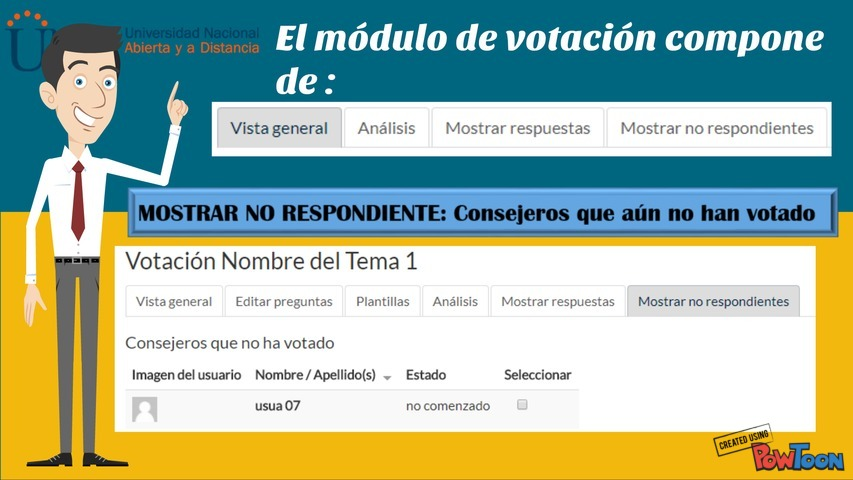 Universidad Nacional
Abierta y a Distancia
El módulo de votación compone
de :
Vista general Análisis Mostrar respuestas Mostrar no respondientes
MOSTRAR NO RESPONDIENTE: Consejeros que aún no han votado
Votación Nombre del Tema 1
Vista general Editar preguntas Plantillas Análisis Mostrar respuestas Mostrar no respondientes
Consejeros que no ha votado
Imagen del usuario Nombre / Apellido(s) Estado Seleccionar
usua 07 no comenzado
CREATED USING
POWTOON